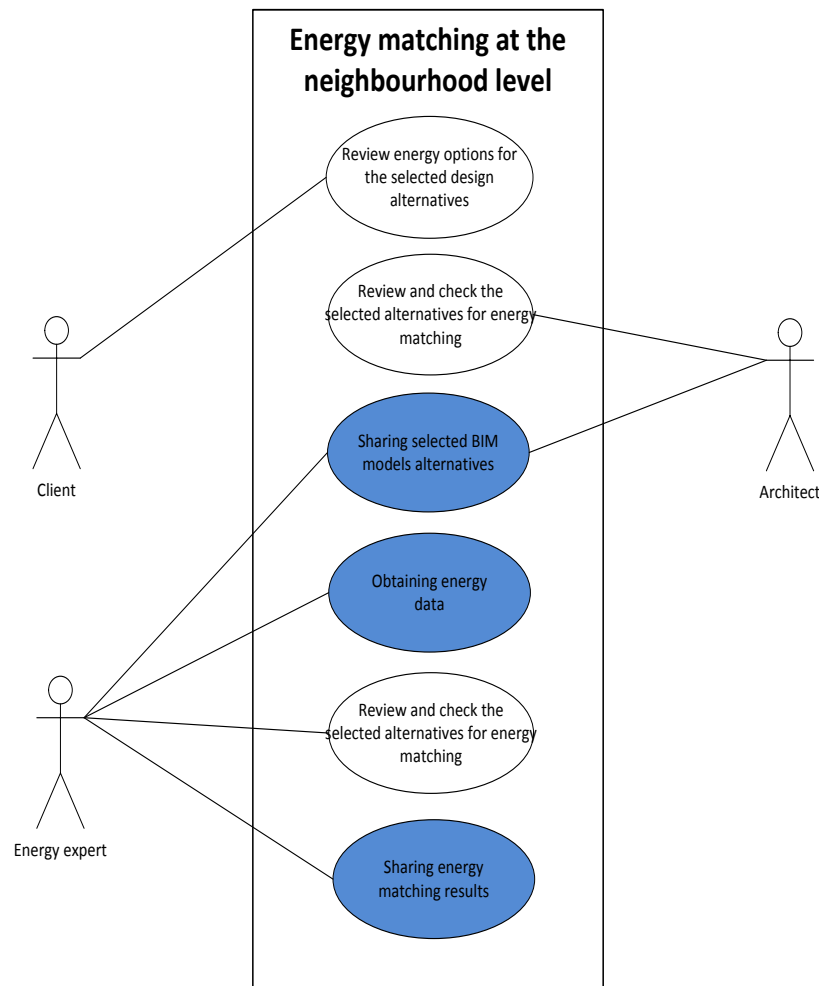 Energy matching at the
neighbourhood level
Review energy options for
the selected design
alternatives
Review and check the
selected alternatives for energy
matching
Client
Architect
Sharing selected BIM
models alternatives
Obtaining energy
data
Review and check the
selected alternatives for energy
matching
Energy expert
Sharing energy
matching results